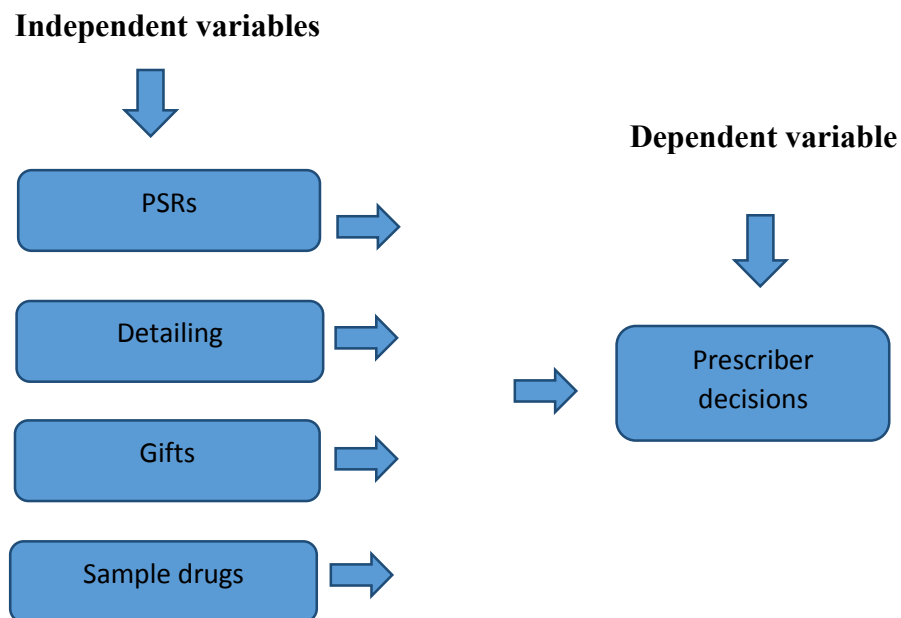 Independent variables
Dependent variable
PSRs
Detailing
Prescriber
decisions
Gifts
Sample drugs